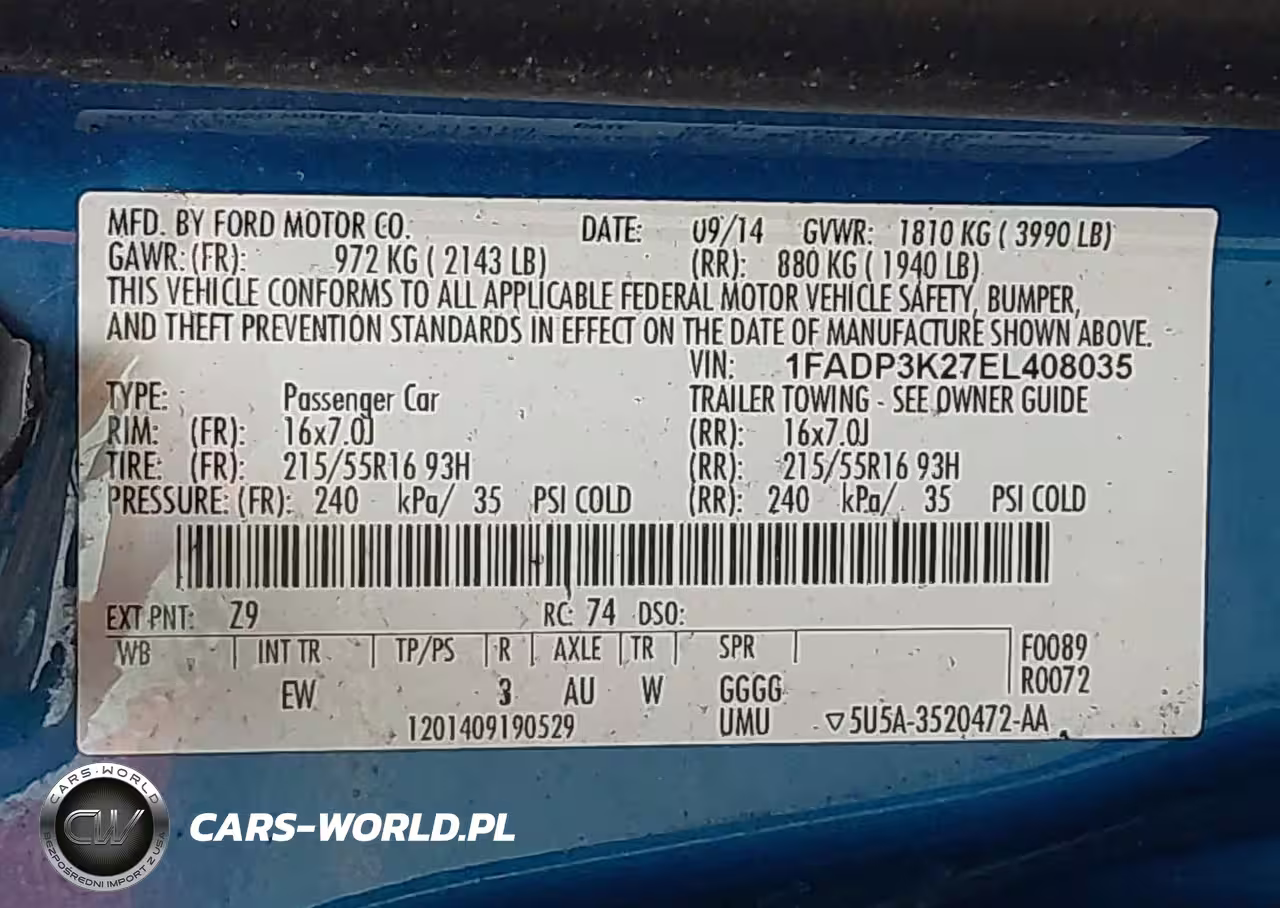 MFD. BY FORD MOTOR CO. DATE: 09/14 GVWR: 1810 KG ( 3990 LB)
GAWR: (FR): 972 KG ( 2143 LB) (RR): 880 KG ( 1940 LB)
THIS VEHICLE CONFORMS TO ALL APPLICABLE FEDERAL MOTOR VEHICLE SAFETY, BUMPER,
AND THEFT PREVENTION STANDARDS IN EFFECT ON THE DATE OF MANUFACTURE SHOWN ABOVE.
VIN: 1FADP3K27EL408035
TYPE: Passenger Car TRAILER TOWING - SEE OWNER GUIDE
RIM: (FR): 16x7.0J (RR): 16x7.0J
TIRE: (FR): 215/55R16 93H (RR): 215/55R16 93H
PRESSURE: (FR): 240 kPa/ 35 PSI COLD (RR): 240 kPa/ 35 PSI COLD
EXT PNT: Z9 RC: 74 DSO:
WB INT TR TP/PS R AXLE TR SPR F0089
EW 3 AU W GGGG R0072
1201409190529 UMU ▽5U5A-3520472-AA
CARS-WORLD
CW
BEZPOŚREDNI IMPORT Z USA
CARS-WORLD.PL